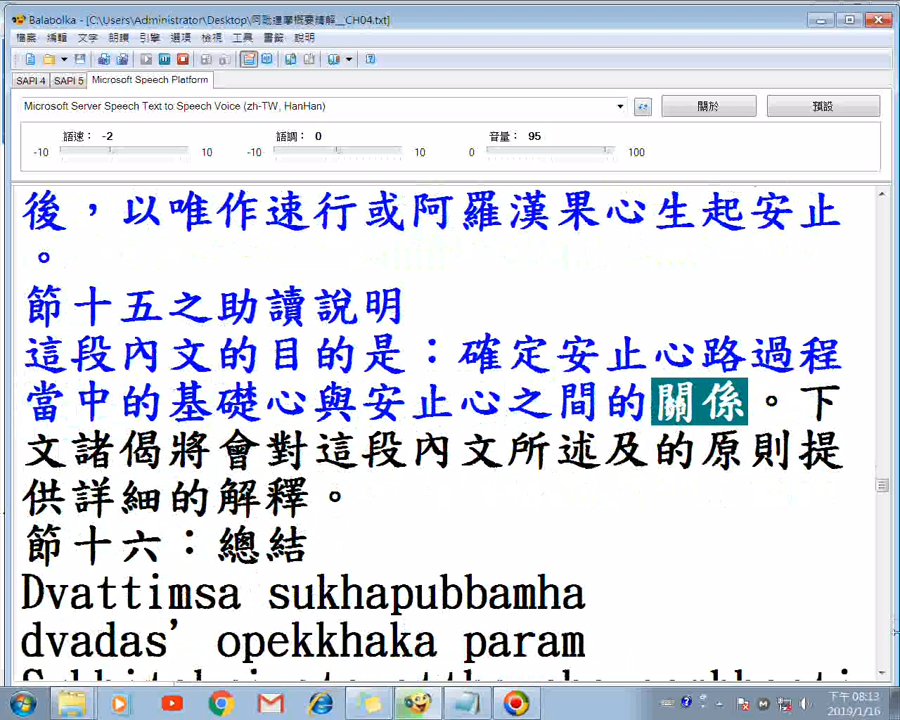 Balabolka - [C:\Users\Administrator\Desktop\阿毗達摩概要精解__CH04.txt]
檔案 編輯 文字 朗讀 引擎 選項 檢視 工具 書籤 說明
SAPI 4 SAPI 5 Microsoft Speech Platform
Microsoft Server Speech Text to Speech Voice (zh-TW, HanHan) 關於 預設
語速: -2 語調: 0 音量: 95
-10 10 -10 10 0 100
後,以唯作速行或阿羅漢果心生起安止
。
節十五之助讀說明
這段內文的目的是:確定安止心路過程
當中的基礎心與安止心之間的關係。下
文諸偈將會對這段內文所述及的原則提
供詳細的解釋。
節十六:總結
Dvattimsa sukhapubbamha
dvadas' opekkhaka param
下午 08:13
2019/1/16